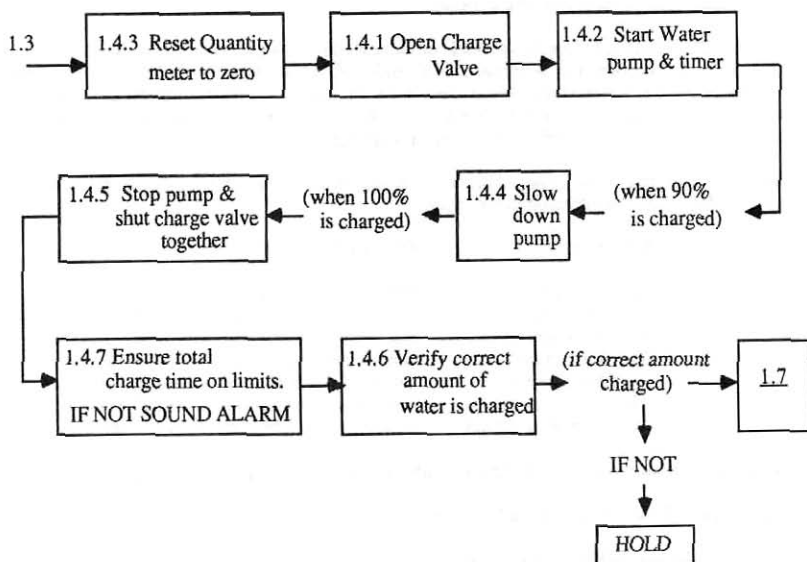 1.3
1.4.3 Reset Quantity
meter to zero
1.4.1 Open Charge
Valve
1.4.2 Start Water
pump & timer
1.4.5 Stop pump &
shut charge valve
together
(when 100%
is charged)
1.4.4 Slow
down
pump
(when 90%
is charged)
1.4.7 Ensure total
charge time on limits.
IF NOT SOUND ALARM
1.4.6 Verify correct
amount of
water is charged
(if correct amount
charged)
1.7
IF NOT
HOLD